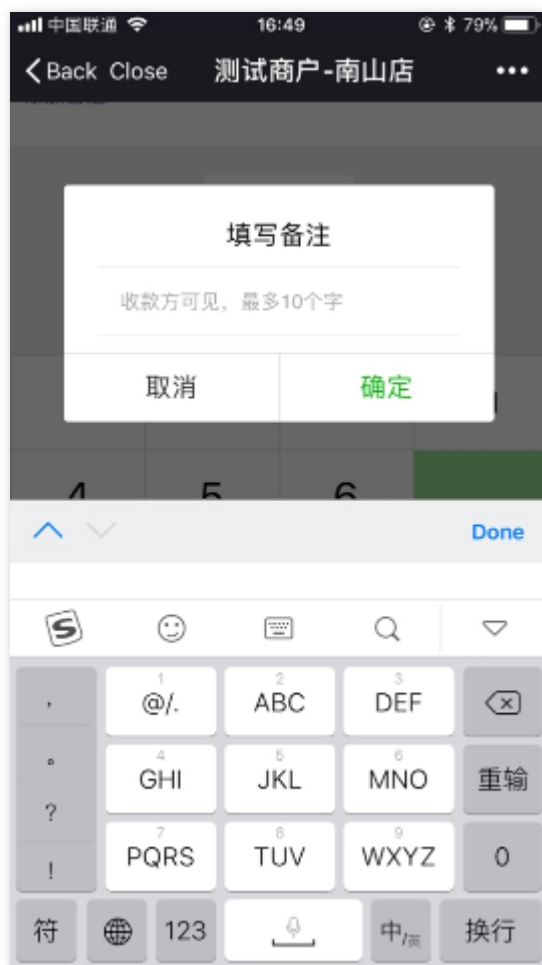 中国联通 16:49 79%
Back Close 测试商户-南山店
填写备注
收款方可见，最多10个字
取消 确定
4 5 6
Done
S
， 1 @/. 2 ABC 3 DEF
。 4 GHI 5 JKL 6 MNO 重输
?
! 7 PQRS 8 TUV 9 WXYZ 0
符 123 中/英 换行